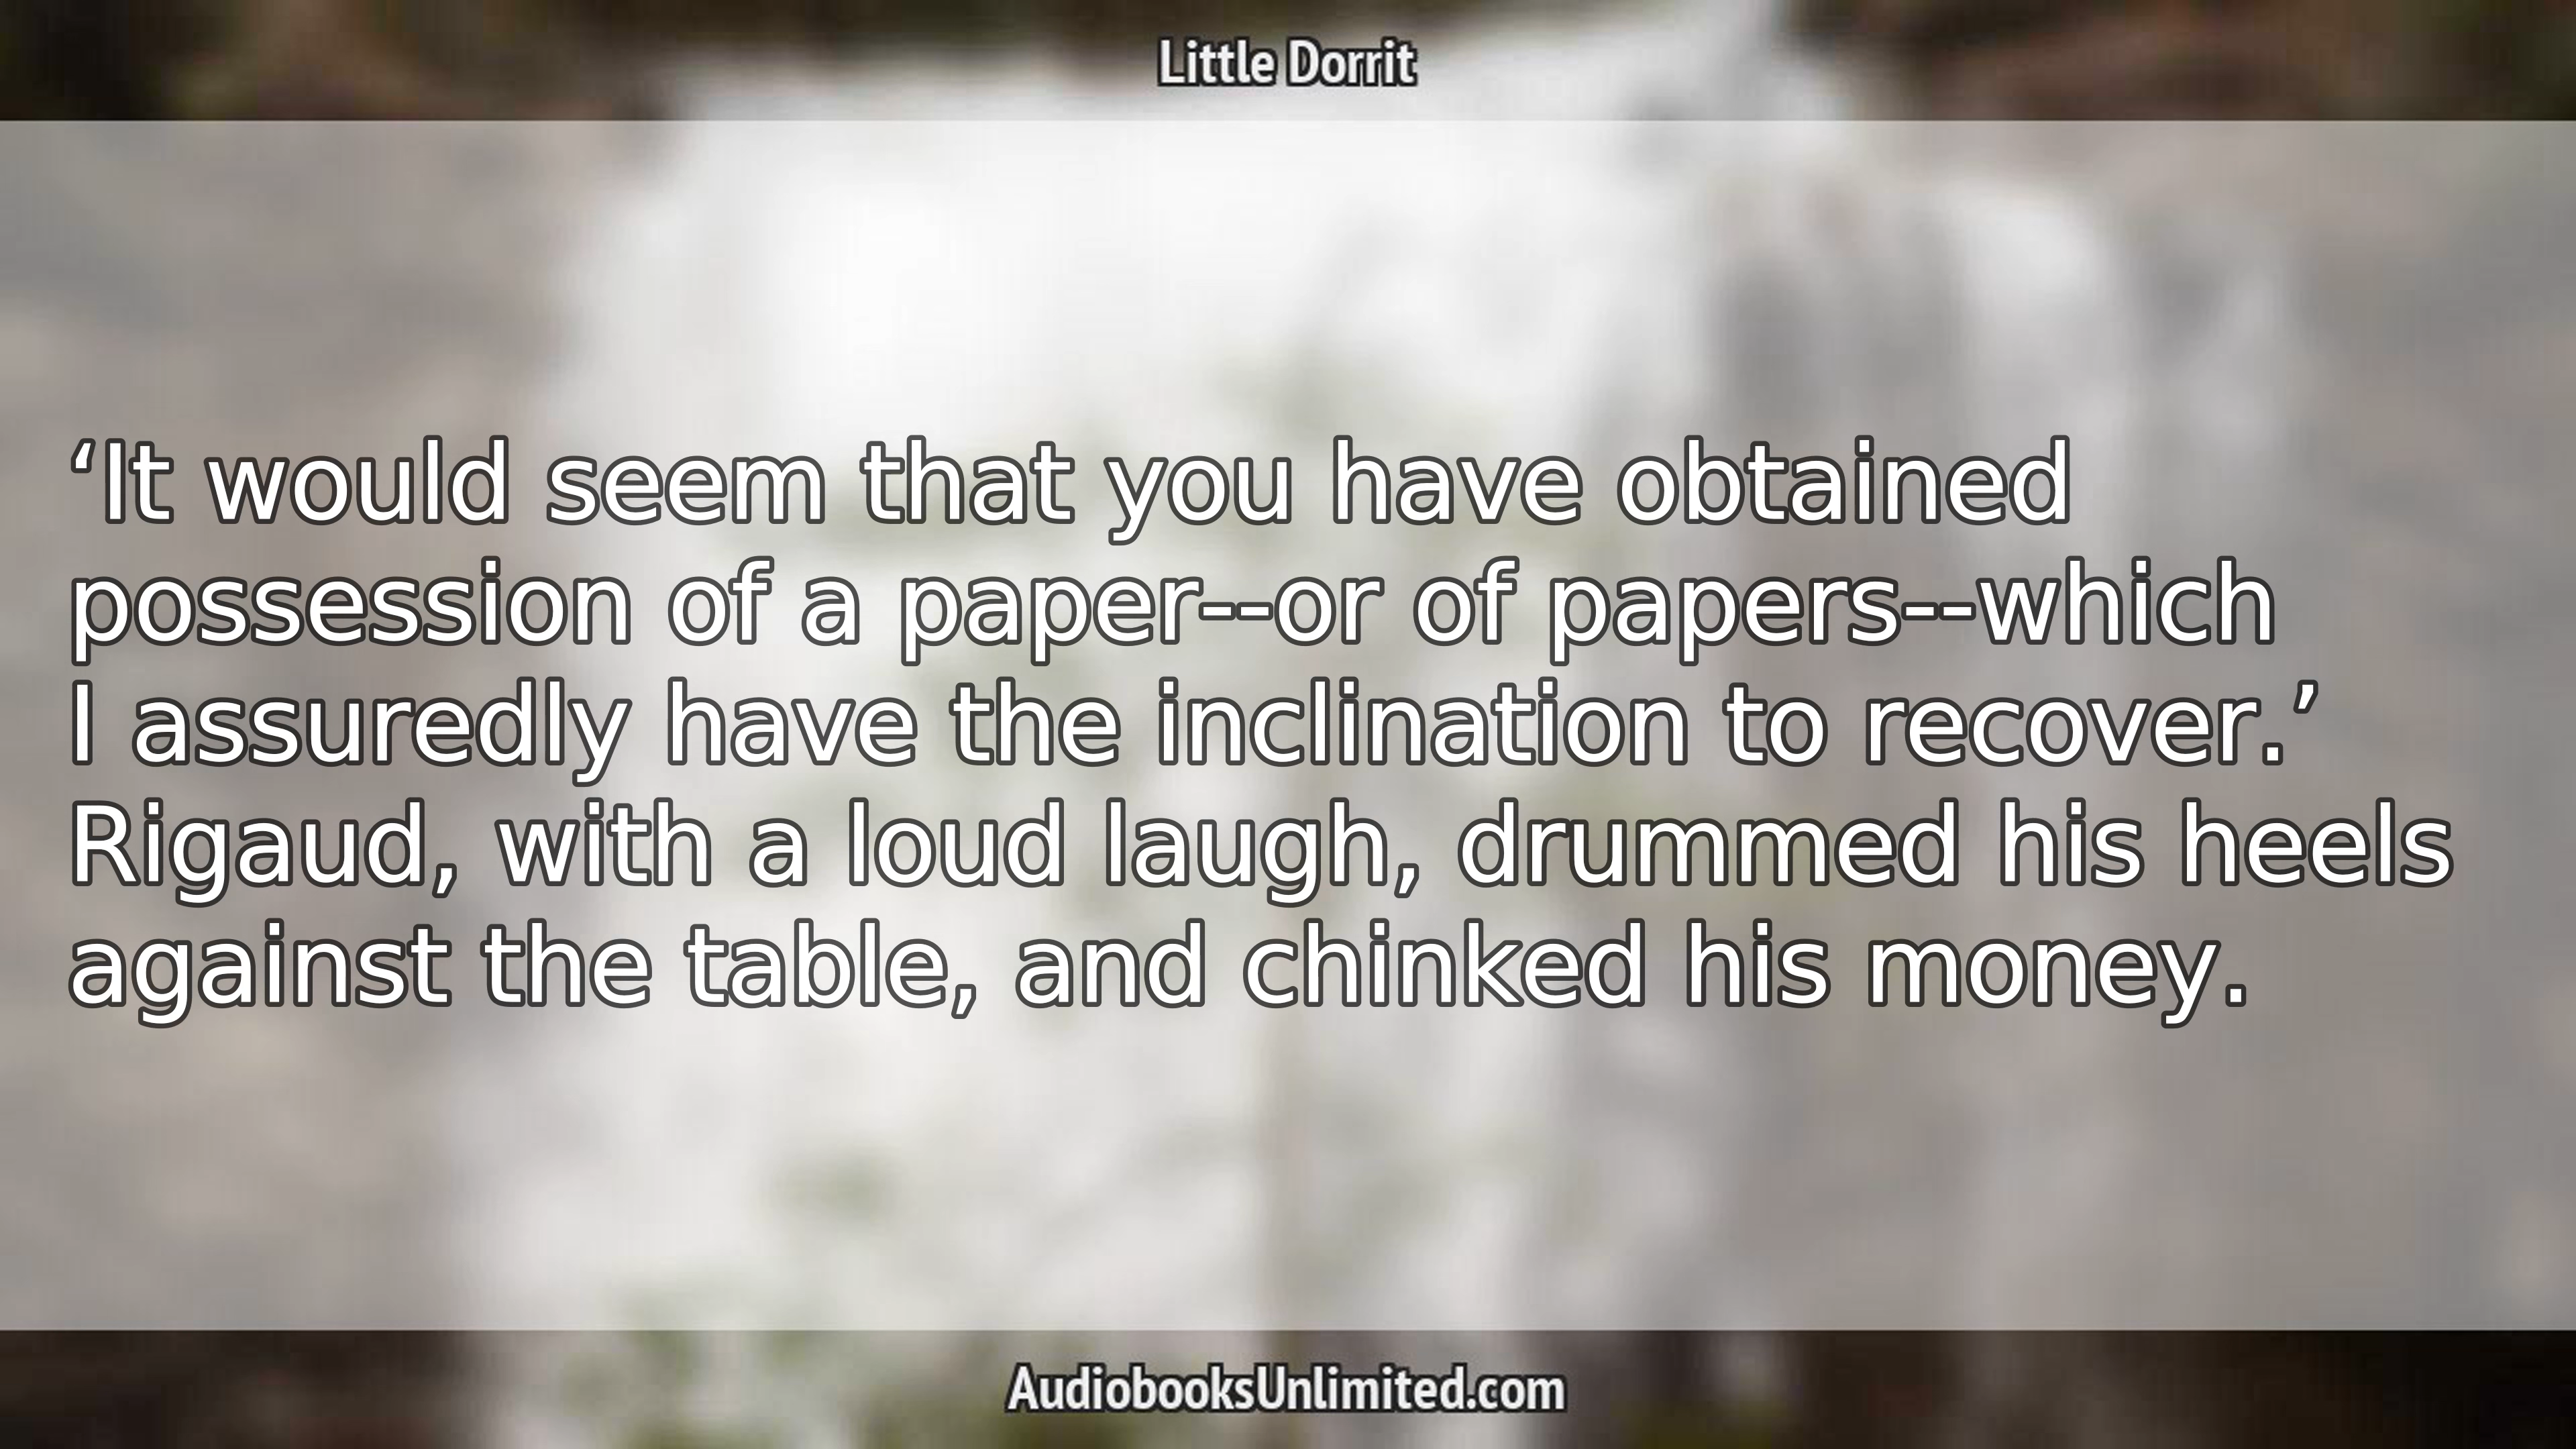 Little Dorrit
‘It would seem that you have obtained
possession of a paper--or of papers--which
I assuredly have the inclination to recover.’
Rigaud, with a loud laugh, drummed his heels
against the table, and chinked his money.
AudiobooksUnlimited.com